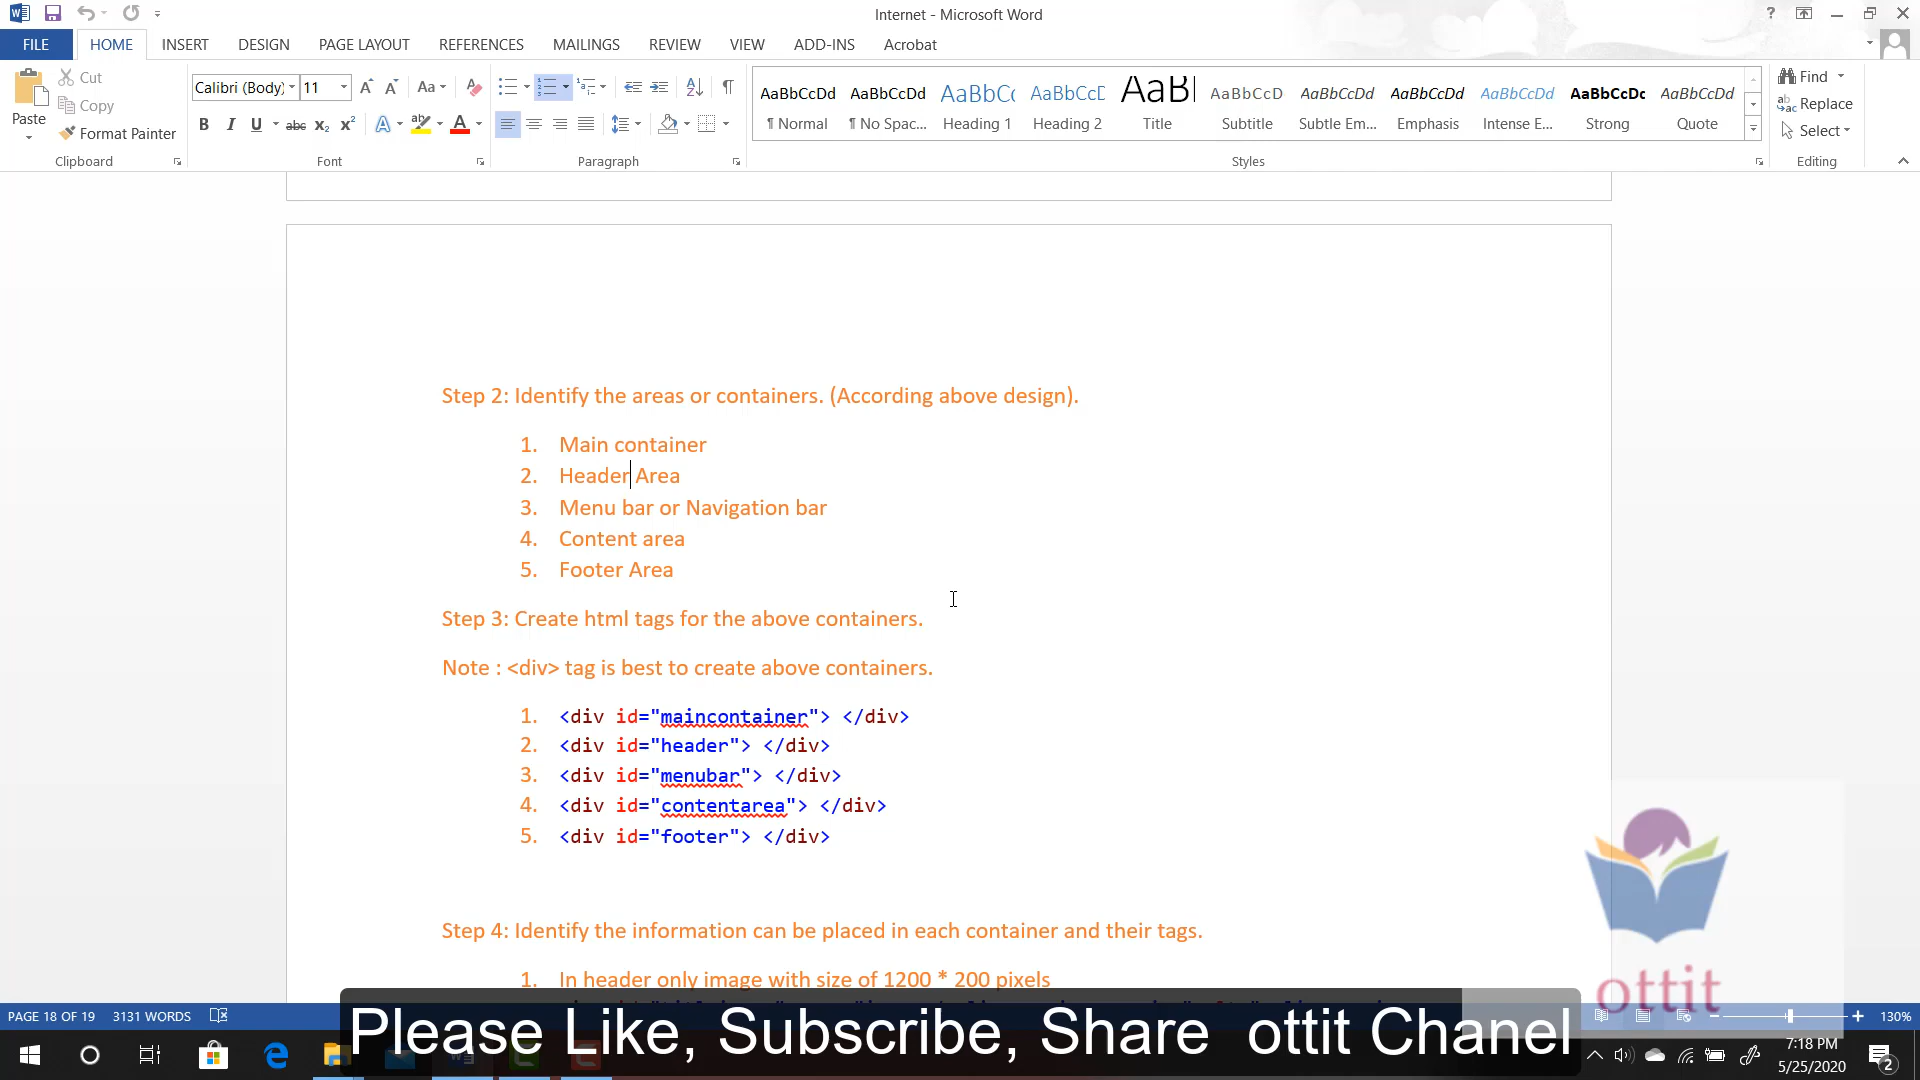 Internet - Microsoft Word
FILE HOME INSERT DESIGN PAGE LAYOUT REFERENCES MAILINGS REVIEW VIEW ADD-INS Acrobat
Paste
Cut
Copy
Format Painter
Clipboard
Calibri (Body) 11
Font
Paragraph
AaBbCcDd AaBbCcDd AaBbC AaBbCcD AaB AaBbCcD AaBbCcDd AaBbCcDd AaBbCcDd AaBbCcDc AaBbCcDd
¶ Normal ¶ No Spac... Heading 1 Heading 2 Title Subtitle Subtle Em... Emphasis Intense E... Strong Quote
Styles
Find
Replace
Select
Editing
Step 2: Identify the areas or containers. (According above design).
1. Main container
2. Header Area
3. Menu bar or Navigation bar
4. Content area
5. Footer Area
Step 3: Create html tags for the above containers.
Note : <div> tag is best to create above containers.
1. <div id="maincontainer"> </div>
2. <div id="header"> </div>
3. <div id="menubar"> </div>
4. <div id="contentarea"> </div>
5. <div id="footer"> </div>
Step 4: Identify the information can be placed in each container and their tags.
1. In header only image with size of 1200 * 200 pixels
ottit
PAGE 18 OF 19 3131 WORDS
130%
Please Like, Subscribe, Share ottit Chanel
7:18 PM
5/25/2020
2